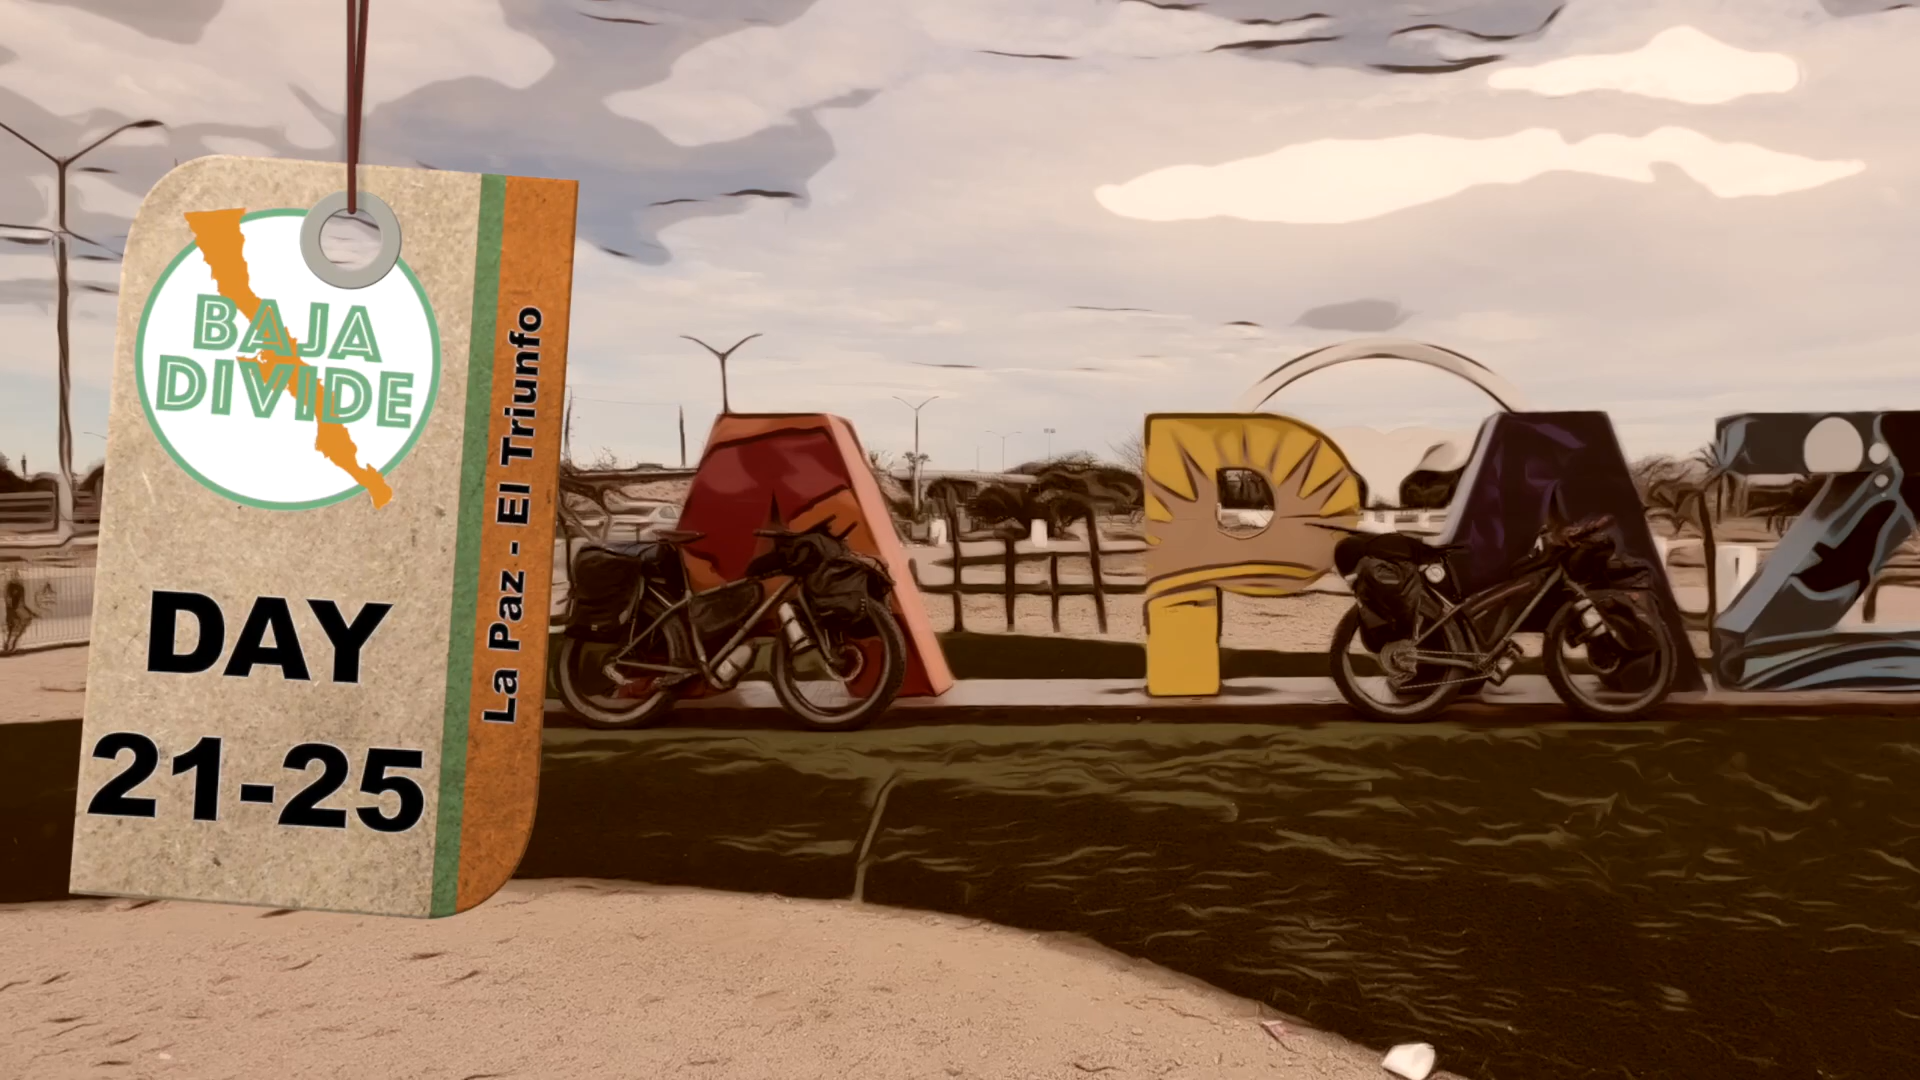 BAJA
DIVIDE
DAY
21-25
La Paz - El Triunfo
A PAZ